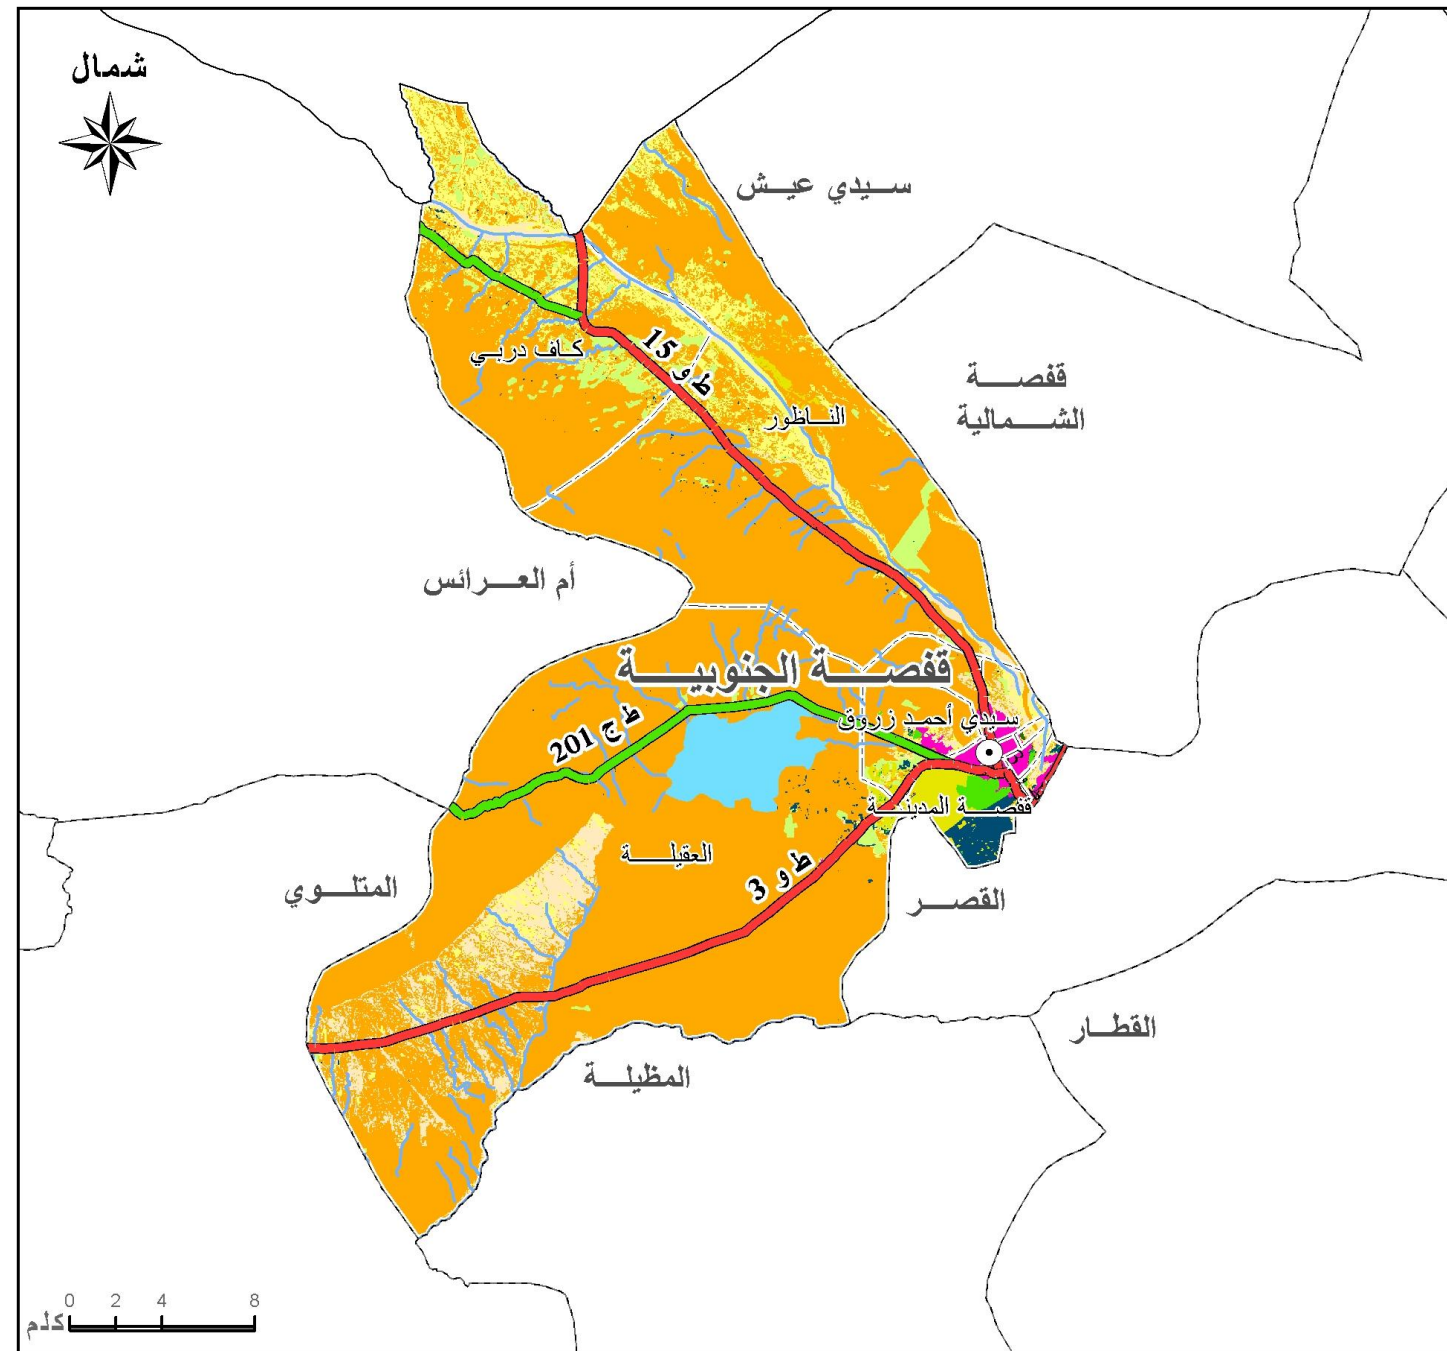 شمال
سيدي عيش
ط و 15
كاف دربي
قفصة
الشمالية
الناظور
أم العرائس
قفصة الجنوبية
سيدي أحمد زروق
ط ج 201
قفصة المدينة
العقيلة
ط و 3
المتلوي
القصر
القطار
المظيلة
0 2 4 8
كلم